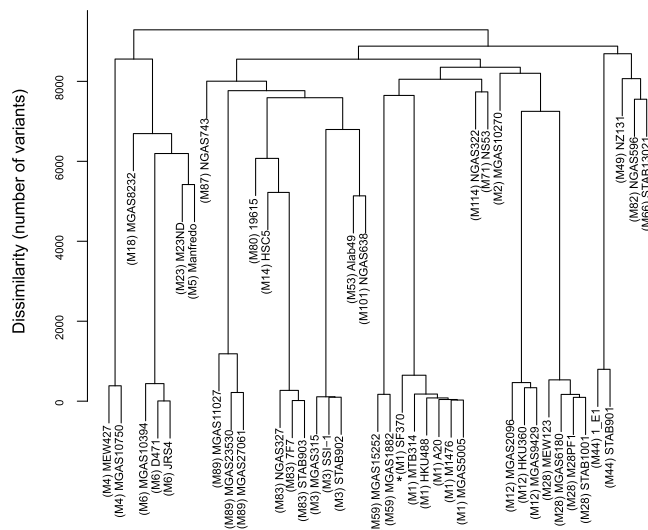 Dissimilarity (number of variants)
8000
6000
4000
2000
0
(M4) MEW427
(M4) MGAS10750
(M18) MGAS8232
(M6) MGAS10394
(M6) D471
(M6) JRS4
(M23) M23ND
(M5) Manfredo
(M87) NGAS743
(M89) MGAS11027
(M89) MGAS23530
(M89) MGAS27061
(M80) 19615
(M14) HSC5
(M83) NGAS327
(M83) 7F7
(M83) STAB903
(M3) MGAS315
(M3) SSI-1
(M3) STAB902
(M53) Alab49
(M101) NGAS638
(M59) MGAS15252
(M59) MGAS1882
*(M1) SF370
(M1) MTB314
(M1) HKU488
(M1) A20
(M1) M1476
(M1) MGAS5005
(M114) NGAS322
(M71) NS53
(M2) MGAS10270
(M12) MGAS2096
(M12) HKU360
(M12) MGAS9429
(M28) MEW123
(M28) MGAS6180
(M28) M28PF1
(M28) STAB1001
(M44) 1_E1
(M44) STAB901
(M49) NZ131
(M82) NGAS596
(M66) STAB13021